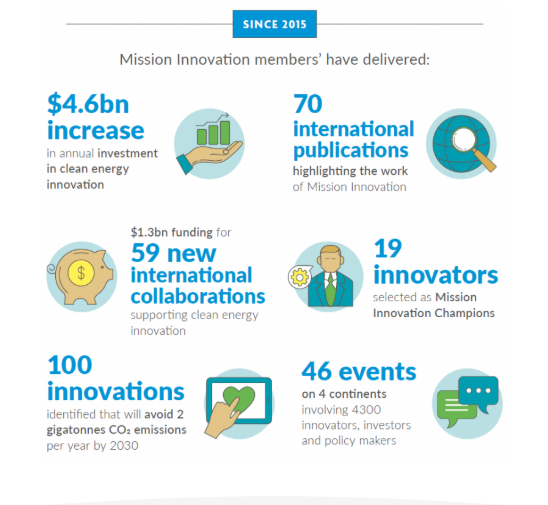 SINCE 2015
Mission Innovation members' have delivered:
$4.6bn
increase
in annual investment
in clean energy
innovation
70
international
publications
highlighting the work
of Mission Innovation
$1.3bn funding for
59 new
international
collaborations
supporting clean energy
innovation
19
innovators
selected as Mission
Innovation Champions
100
innovations
identified that will avoid 2
gigatonnes CO₂ emissions
per year by 2030
46 events
on 4 continents
involving 4300
innovators, investors
and policy makers